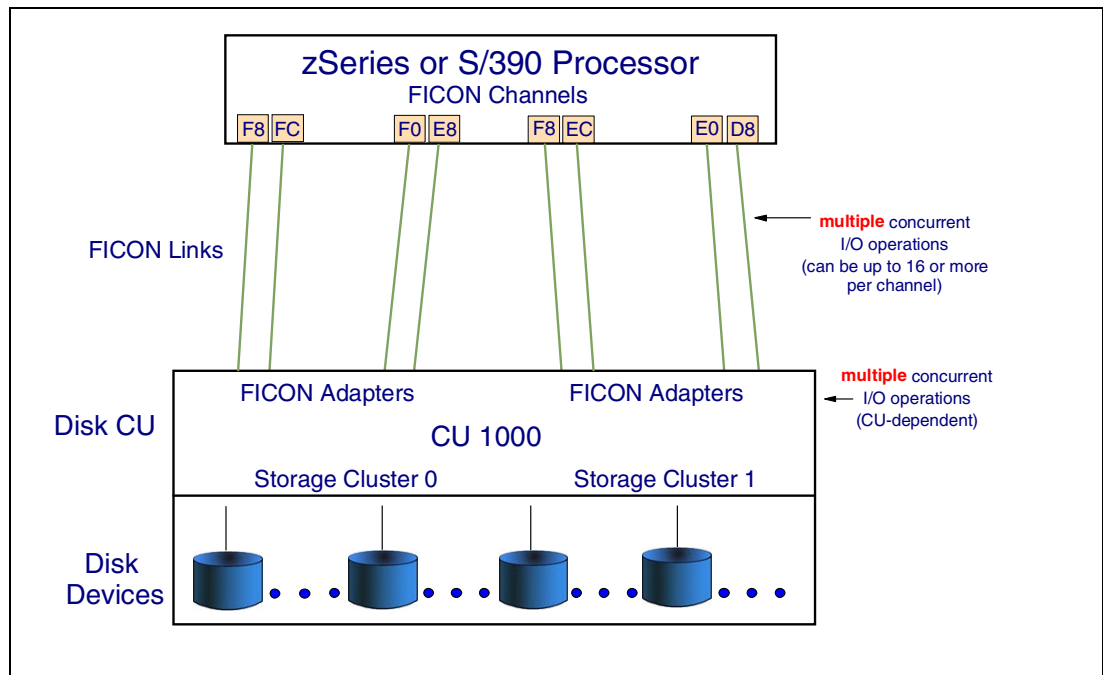 zSeries or S/390 Processor
FICON Channels
F8 FC F0 E8 F8 EC E0 D8
FICON Links
multiple concurrent
I/O operations
(can be up to 16 or more
per channel)
FICON Adapters FICON Adapters
multiple concurrent
I/O operations
(CU-dependent)
Disk CU
CU 1000
Storage Cluster 0 Storage Cluster 1
Disk
Devices